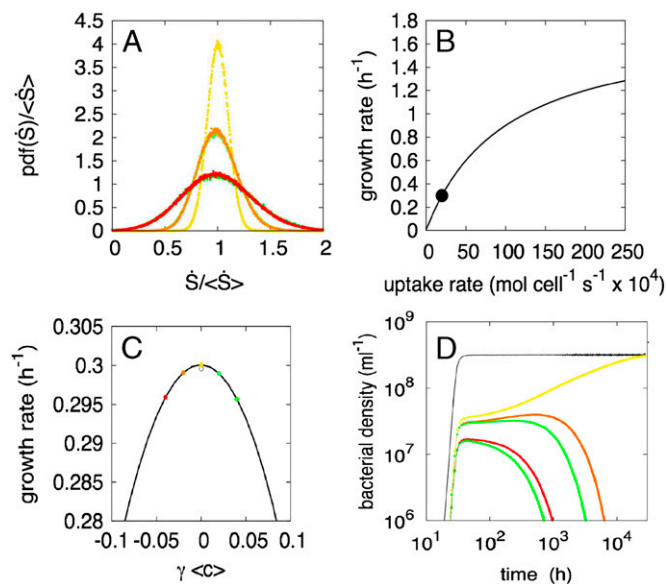 A
pdf(Ṡ)/<Ṡ>
4.5
4
3.5
3
2.5
2
1.5
1
0.5
0
0 0.5 1 1.5 2
Ṡ/<Ṡ>
B
growth rate (h⁻¹)
1.8
1.6
1.4
1.2
1
0.8
0.6
0.4
0.2
0
0 50 100 150 200 250
uptake rate (mol cell⁻¹ s⁻¹ x 10⁴)
C
growth rate (h⁻¹)
0.305
0.3
0.295
0.29
0.285
0.28
-0.1 -0.05 0 0.05 0.1
γ <c>
D
bacterial density (ml⁻¹)
10⁹
10⁸
10⁷
10⁶
10¹ 10² 10³ 10⁴
time (h)